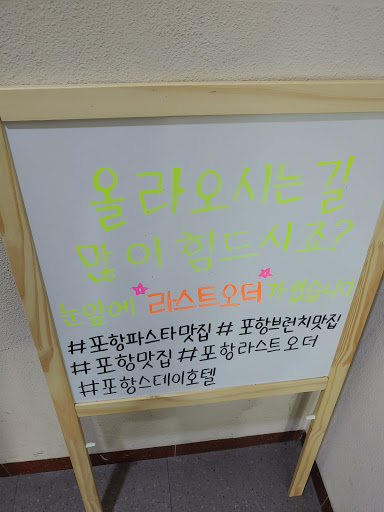 올라오시는 길
많이 힘드시죠?
눈앞에 라스트오더가 있습니다
#포항파스타맛집 #포항브런치맛집
#포항맛집 #포항라스트오더
#포항스테이호텔